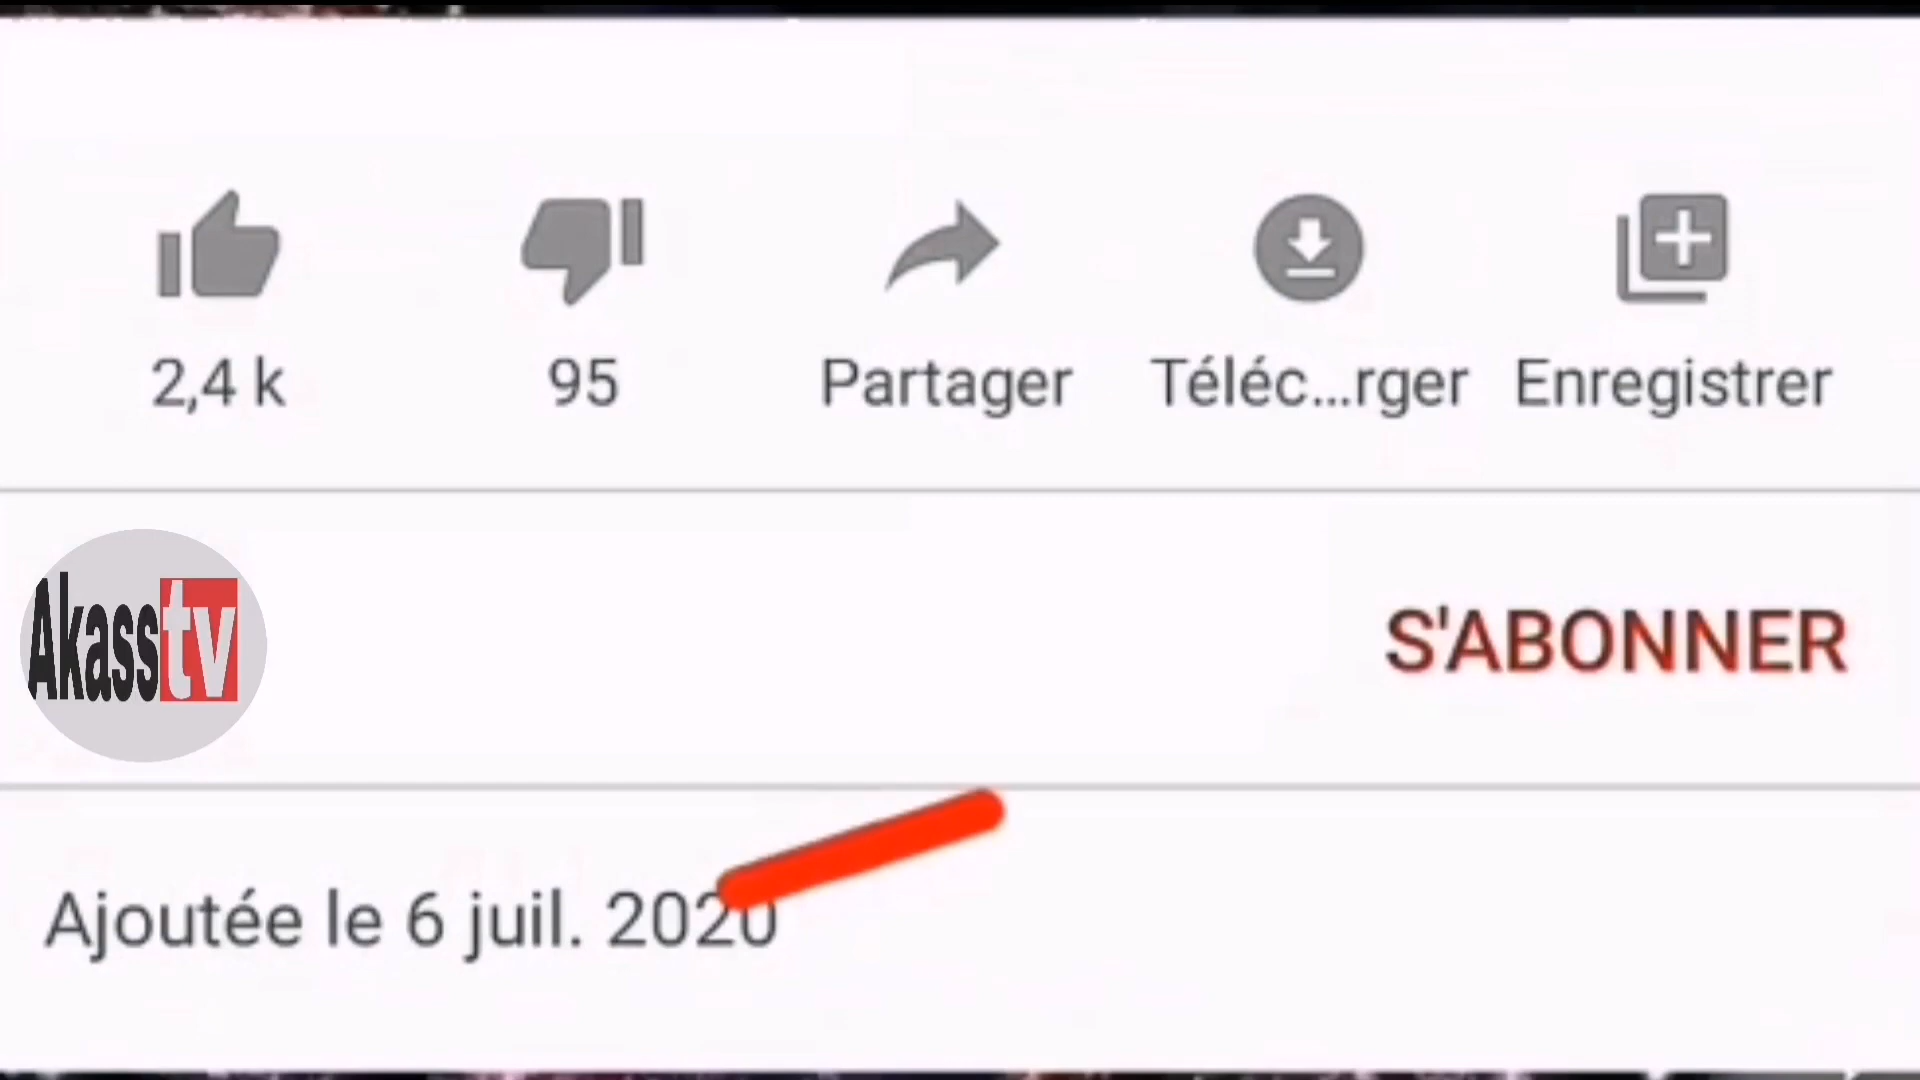 2,4 k 95 Partager Téléc...rger Enregistrer
Akasstv S'ABONNER
Ajoutée le 6 juil. 2020